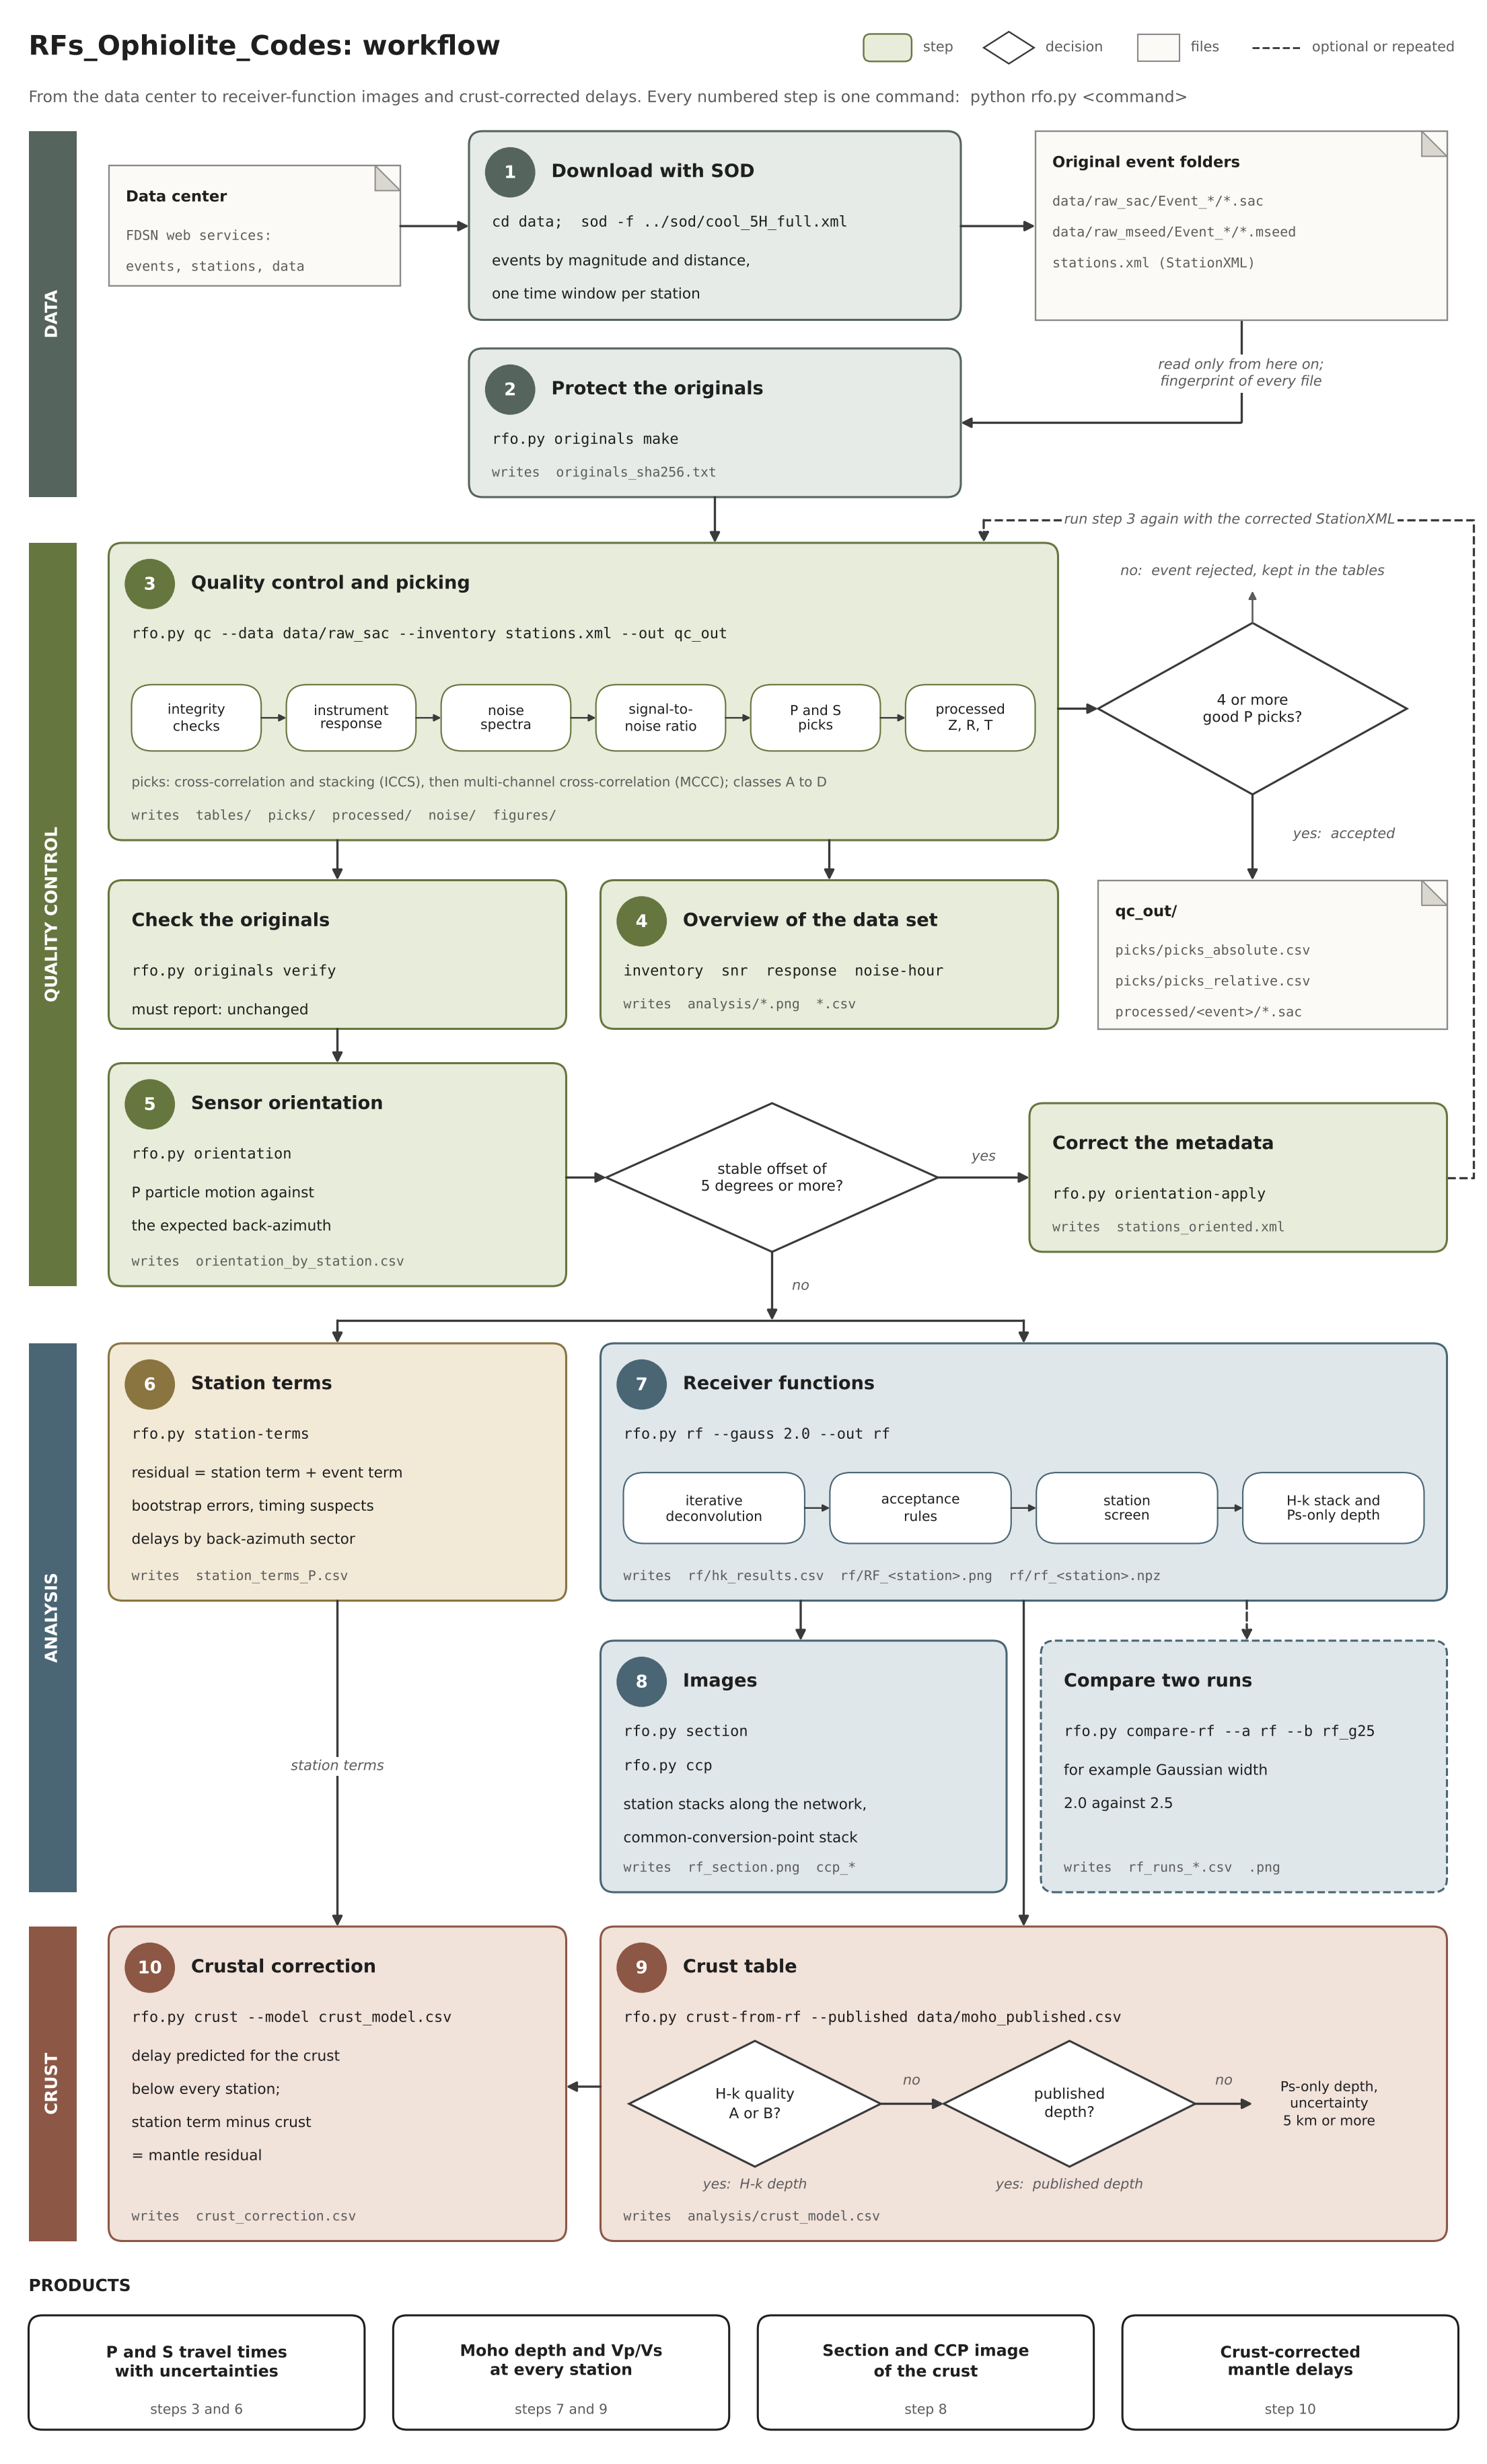 RFs_Ophiolite_Codes: workflow
step
decision
files
optional or repeated
From the data center to receiver-function images and crust-corrected delays. Every numbered step is one command:  python rfo.py <command>
DATA
Data center
FDSN web services:
events, stations, data
1
Download with SOD
cd data;  sod -f ../sod/cool_5H_full.xml
events by magnitude and distance,
one time window per station
Original event folders
data/raw_sac/Event_*/*.sac
data/raw_mseed/Event_*/*.mseed
stations.xml (StationXML)
read only from here on;
fingerprint of every file
2
Protect the originals
rfo.py originals make
writes  originals_sha256.txt
run step 3 again with the corrected StationXML
QUALITY CONTROL
3
Quality control and picking
rfo.py qc --data data/raw_sac --inventory stations.xml --out qc_out
integrity
checks
instrument
response
noise
spectra
signal-to-
noise ratio
P and S
picks
processed
Z, R, T
picks: cross-correlation and stacking (ICCS), then multi-channel cross-correlation (MCCC); classes A to D
writes  tables/  picks/  processed/  noise/  figures/
no:  event rejected, kept in the tables
4 or more
good P picks?
yes:  accepted
Check the originals
rfo.py originals verify
must report: unchanged
4
Overview of the data set
inventory  snr  response  noise-hour
writes  analysis/*.png  *.csv
qc_out/
picks/picks_absolute.csv
picks/picks_relative.csv
processed/<event>/*.sac
5
Sensor orientation
rfo.py orientation
P particle motion against
the expected back-azimuth
writes  orientation_by_station.csv
stable offset of
5 degrees or more?
yes
no
Correct the metadata
rfo.py orientation-apply
writes  stations_oriented.xml
ANALYSIS
6
Station terms
rfo.py station-terms
residual = station term + event term
bootstrap errors, timing suspects
delays by back-azimuth sector
writes  station_terms_P.csv
7
Receiver functions
rfo.py rf --gauss 2.0 --out rf
iterative
deconvolution
acceptance
rules
station
screen
H-k stack and
Ps-only depth
writes  rf/hk_results.csv  rf/RF_<station>.png  rf/rf_<station>.npz
station terms
8
Images
rfo.py section
rfo.py ccp
station stacks along the network,
common-conversion-point stack
writes  rf_section.png  ccp_*
Compare two runs
rfo.py compare-rf --a rf --b rf_g25
for example Gaussian width
2.0 against 2.5
writes  rf_runs_*.csv  .png
CRUST
10
Crustal correction
rfo.py crust --model crust_model.csv
delay predicted for the crust
below every station;
station term minus crust
= mantle residual
writes  crust_correction.csv
9
Crust table
rfo.py crust-from-rf --published data/moho_published.csv
H-k quality
A or B?
no
published
depth?
no
Ps-only depth,
uncertainty
5 km or more
yes:  H-k depth
yes:  published depth
writes  analysis/crust_model.csv
PRODUCTS
P and S travel times
with uncertainties
steps 3 and 6
Moho depth and Vp/Vs
at every station
steps 7 and 9
Section and CCP image
of the crust
step 8
Crust-corrected
mantle delays
step 10